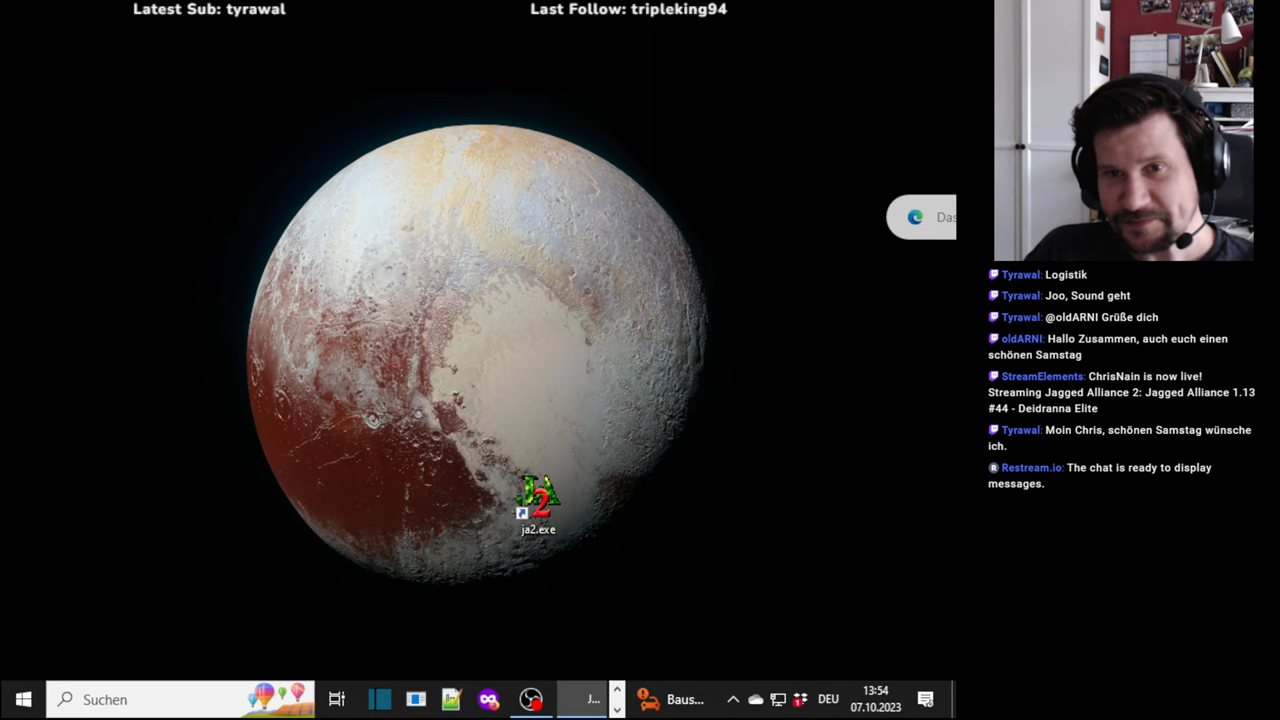 Latest Sub: tyrawal
Last Follow: tripleking94
Das
Tyrawal: Logistik
Tyrawal: Joo, Sound geht
Tyrawal: @oldARNI Grüße dich
oldARNI: Hallo Zusammen, auch euch einen
schönen Samstag
StreamElements: ChrisNain is now live!
Streaming Jagged Alliance 2: Jagged Alliance 1.13
#44 - Deidranna Elite
Tyrawal: Moin Chris, schönen Samstag wünsche
ich.
R Restream.io: The chat is ready to display
messages.
JA
2
ja2.exe
Suchen
J...
Baus...
1
DEU
13:54
07.10.2023